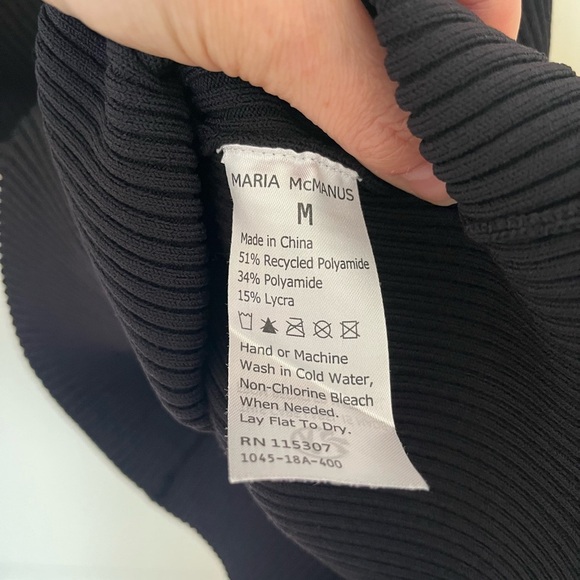 MARIA McMANUS
M
Made in China
51% Recycled Polyamide
34% Polyamide
15% Lycra
Hand or Machine
Wash in Cold Water,
Non-Chlorine Bleach
When Needed.
Lay Flat To Dry.
RN 115307
1045-18A-400